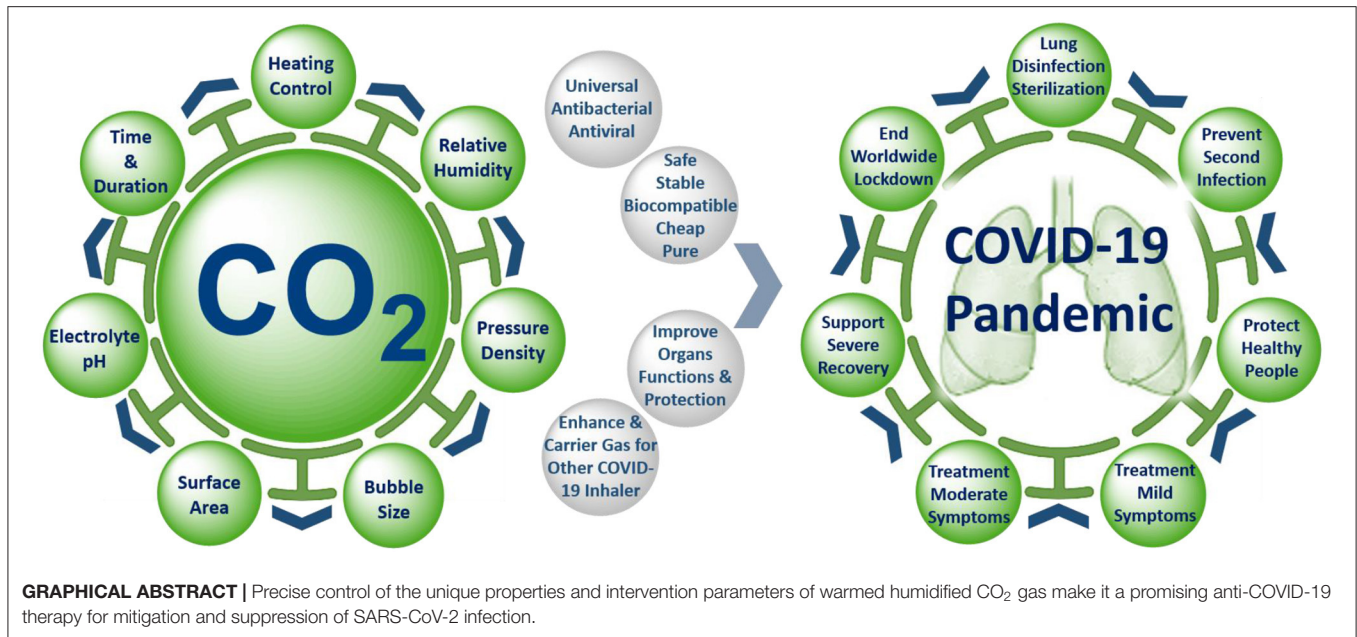 Heating
Control
Time
&
Duration
Relative
Humidity
CO₂
Electrolyte
pH
Pressure
Density
Surface
Area
Bubble
Size
Universal
Antibacterial
Antiviral
Safe
Stable
Biocompatible
Cheap
Pure
Improve
Organs
Functions &
Protection
Enhance &
Carrier Gas for
Other COVID-
19 Inhaler
Lung
Disinfection
Sterilization
End
Worldwide
Lockdown
Prevent
Second
Infection
COVID-19
Pandemic
Support
Severe
Recovery
Protect
Healthy
People
Treatment
Moderate
Symptoms
Treatment
Mild
Symptoms
GRAPHICAL ABSTRACT | Precise control of the unique properties and intervention parameters of warmed humidified CO₂ gas make it a promising anti-COVID-19
therapy for mitigation and suppression of SARS-CoV-2 infection.